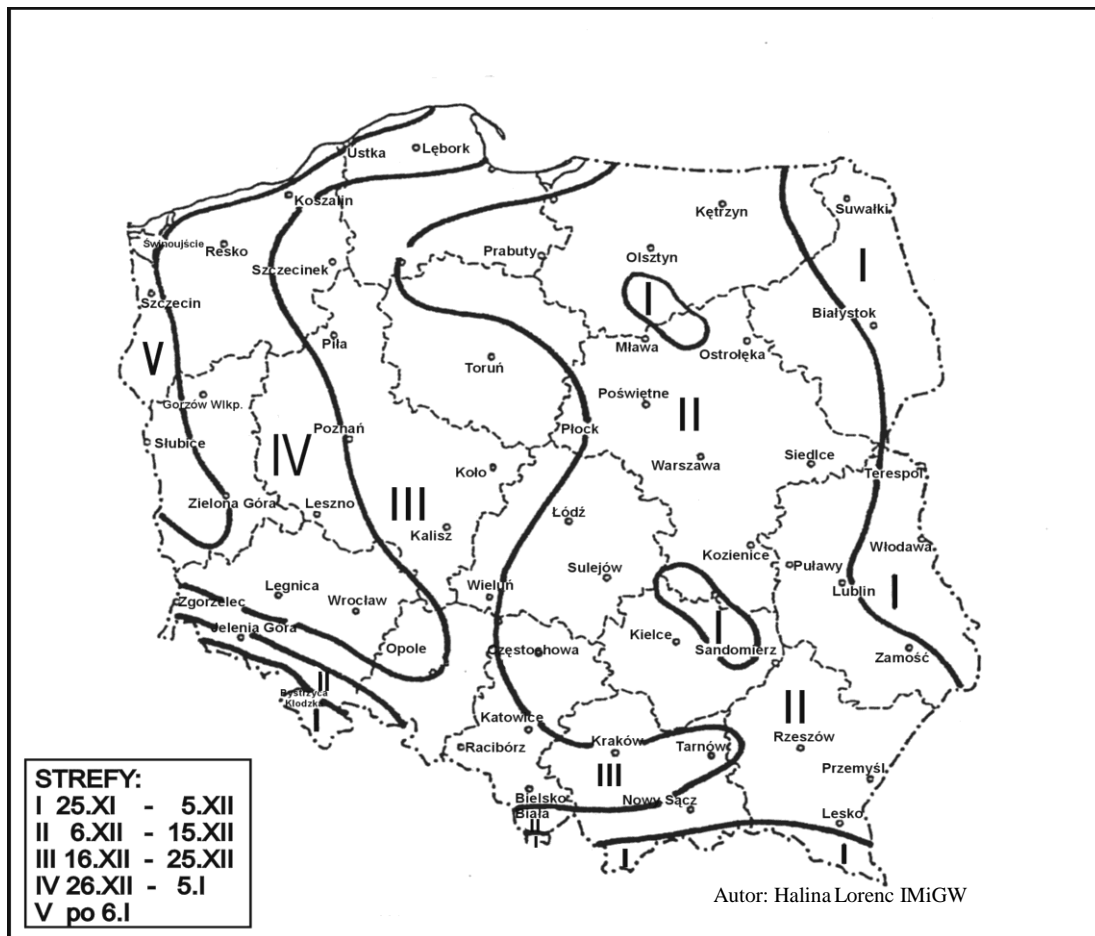 Ustka
Lębork
Koszalin
Kętrzyn
Suwałki
Świnoujście
Resko
Prabuty
Olsztyn
Szczecinek
I
Szczecin
I
Białystok
Piła
Mława
Ostrołęka
V
Toruń
Gorzów Wlkp.
Poświętne
II
Słubice
Poznań
Płock
IV
Koło
Warszawa
Siedlce
Terespol
Zielona Góra
Leszno
III
Łódź
Kalisz
Kozienice
Włodawa
Sulejów
Puławy
Legnica
Wieluń
Lublin
I
Zgorzelec
Wrocław
Jelenia Góra
Kielce
I
Opole
Częstochowa
Sandomierz
Zamość
II
Bystrzyca
Kłodzka
I
II
Katowice
Racibórz
Kraków
Tarnów
Rzeszów
III
Przemyśl
Bielsko
Biała
Nowy Sącz
Lesko
II
I
I
I
STREFY:
I 25.XI - 5.XII
II 6.XII - 15.XII
III 16.XII - 25.XII
IV 26.XII - 5.I
V po 6.I
Autor: Halina Lorenc IMiGW